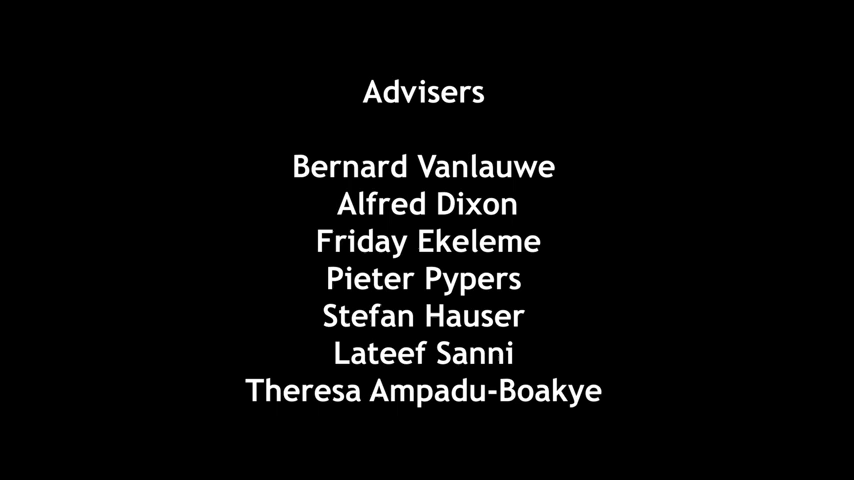 Advisers
Bernard Vanlauwe
Alfred Dixon
Friday Ekeleme
Pieter Pypers
Stefan Hauser
Lateef Sanni
Theresa Ampadu-Boakye